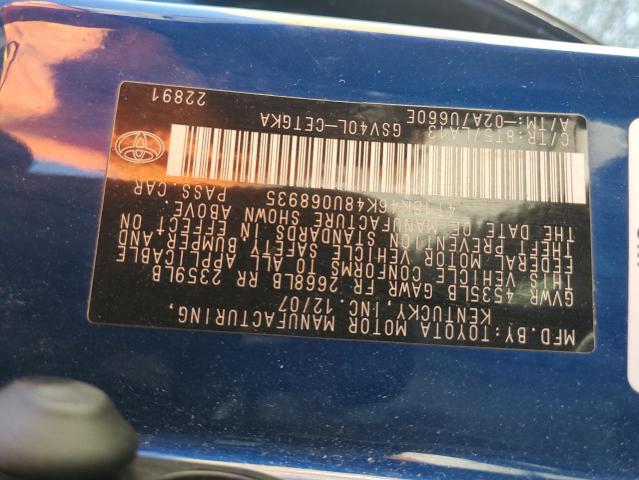 MFD. BY: TOYOTA MOTOR MANUFACTURING,
KENTUCKY, INC. 12/07
GVWR 4535LB GAWR FR 2668LB RR 2359LB
THIS VEHICLE CONFORMS TO ALL APPLICABLE
FEDERAL MOTOR VEHICLE SAFETY, BUMPER, AND
THEFT PREVENTION STANDARDS IN EFFECT ON
THE DATE OF MANUFACTURE SHOWN ABOVE.
4T1BK46K48U068935 PASS. CAR
C/TR: 8T5/LA13 GSV40L-CETGKA
A/TM: -02A/U660E 22891